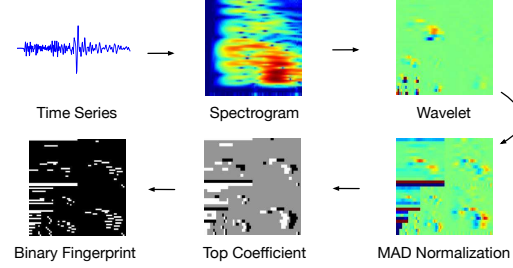 Time Series
Spectrogram
Wavelet
Binary Fingerprint
Top Coefficient
MAD Normalization